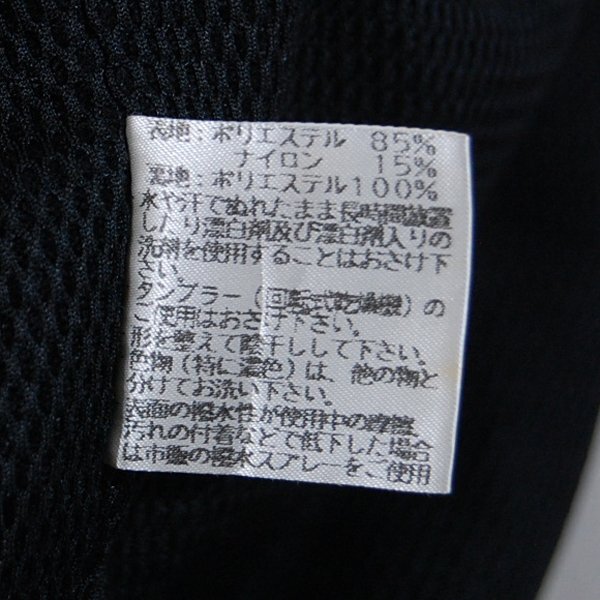 表地：ポリエステル 85%
ナイロン 15%
裏地：ポリエステル100%
水や汗でぬれたまま長時間放置
したり漂白剤及び漂白剤入りの
洗剤を使用することはおさけ下
さい。
タンブラー（回転式乾燥機）の
ご使用はおさけ下さい。
形を整えて陰干しして下さい。
色物（特に濃色）は、他の物と
分けてお洗い下さい。
表面の撥水性が使用中の摩擦、
汚れの付着などで低下した場合
は市販の撥水スプレーを、ご使用